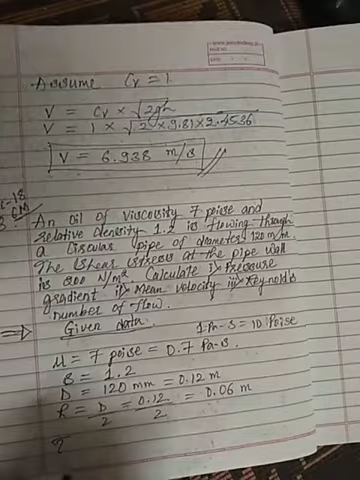 Assume Cv = 1
V = Cv × √2gh
V = 1 × √2 × 9.81 × 2.4536
V = 6.938 m/s
An oil of viscosity 7 poise and
relative density 1.2 is flowing through
a circular pipe of diameter 120 m/m.
The shear stress at the pipe wall
is 200 N/m². Calculate i> Pressure
gradient ii> Mean velocity iii> Reynold's
number of flow.
⇒ Given data. 1 Pa-s = 10 Poise
μ = 7 poise = 0.7 Pa-s
S = 1.2
D = 120 mm = 0.12 m
R = D/2 = 0.12/2 = 0.06 m